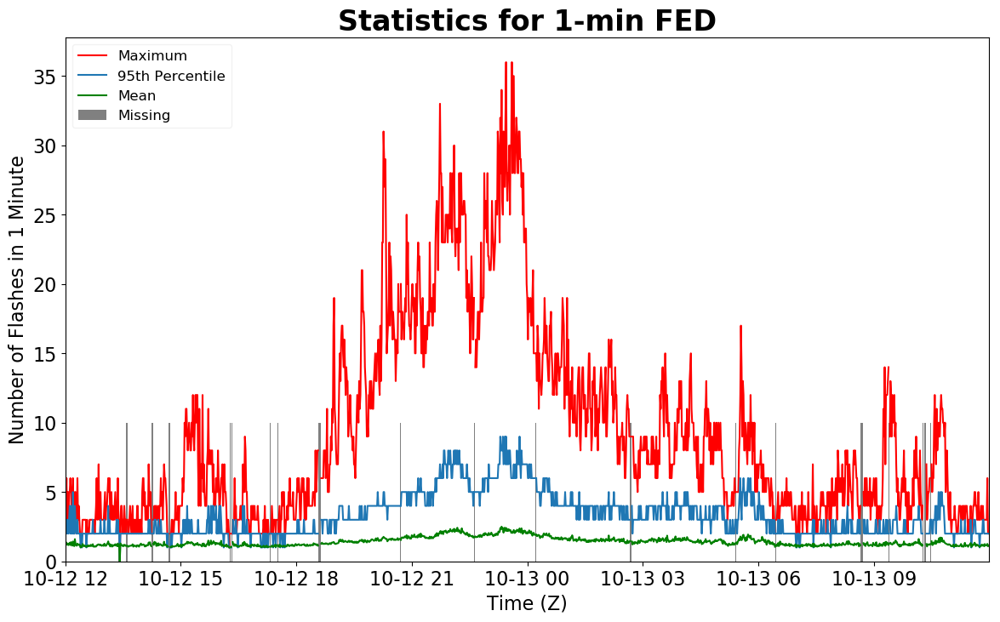 Statistics for 1-min FED
Maximum
95th Percentile
Mean
Missing
35
30
25
20
15
10
5
0
Number of Flashes in 1 Minute
10-12 12 10-12 15 10-12 18 10-12 21 10-13 00 10-13 03 10-13 06 10-13 09
Time (Z)